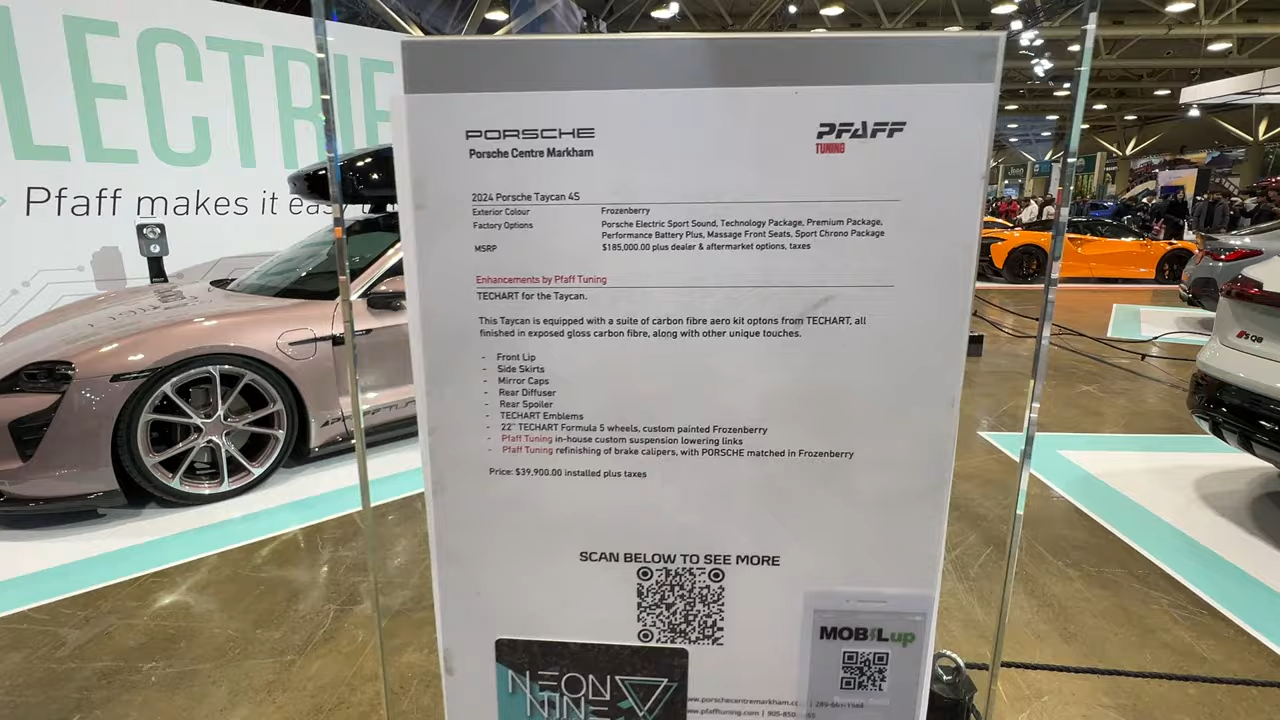 LECTRIF
Pfaff makes it eas
PORSCHE
Porsche Centre Markham
PFAFF
TUNING
2024 Porsche Taycan 4S
Exterior Colour Frozenberry
Factory Options Porsche Electric Sport Sound, Technology Package, Premium Package,
Performance Battery Plus, Massage Front Seats, Sport Chrono Package
MSRP $185,000.00 plus dealer & aftermarket options, taxes
Enhancements by Pfaff Tuning
TECHART for the Taycan.
This Taycan is equipped with a suite of carbon fibre aero kit optons from TECHART, all
finished in exposed gloss carbon fibre, along with other unique touches.
- Front Lip
- Side Skirts
- Mirror Caps
- Rear Diffuser
- Rear Spoiler
- TECHART Emblems
- 22" TECHART Formula 5 wheels, custom painted Frozenberry
- Pfaff Tuning in-house custom suspension lowering links
- Pfaff Tuning refinishing of brake calipers, with PORSCHE matched in Frozenberry
Price: $39,900.00 installed plus taxes
SCAN BELOW TO SEE MORE
MOBILup
NEON
NINE
www.porschecentremarkham.c
www.pfafftuning.com | 905-850
Jeep
SQ8